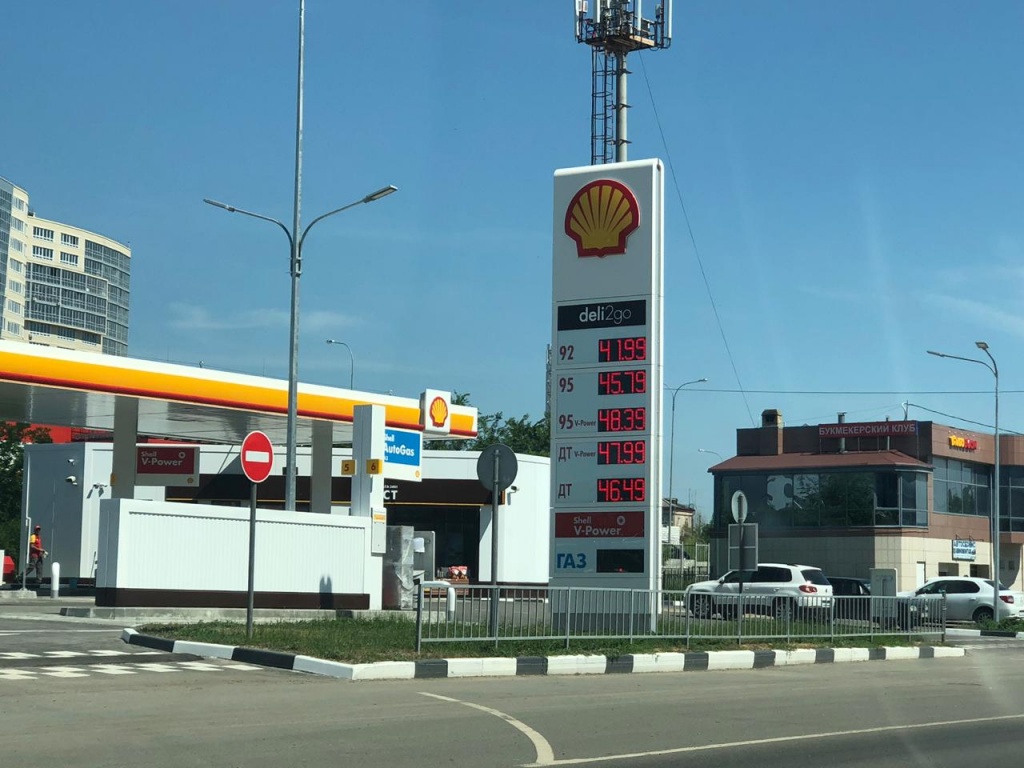 deli2go
92 41.99
95 45.79
95 V-Power 48.39
ДТ V-Power 47.99
ДТ 46.49
Shell
V-Power
ГАЗ
Shell
V-Power
5
6
Shell
AutoGas
БУКМЕКЕРСКИЙ КЛУБ